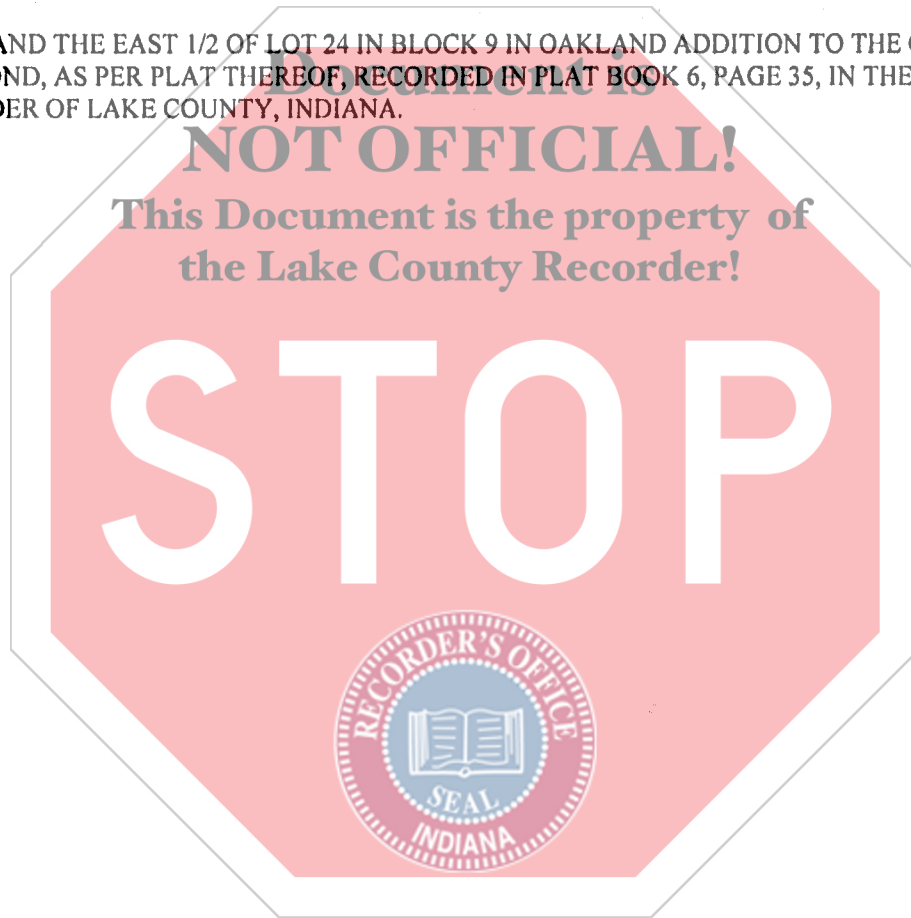 AND THE EAST 1/2 OF LOT 24 IN BLOCK 9 IN OAKLAND ADDITION TO THE
OND, AS PER PLAT THEREOF, RECORDED IN PLAT BOOK 6, PAGE 35, IN THE
DER OF LAKE COUNTY, INDIANA.
Document is
NOT OFFICIAL!
This Document is the property of
the Lake County Recorder!
STOP
RECORDER'S OFFICE
SEAL
INDIANA